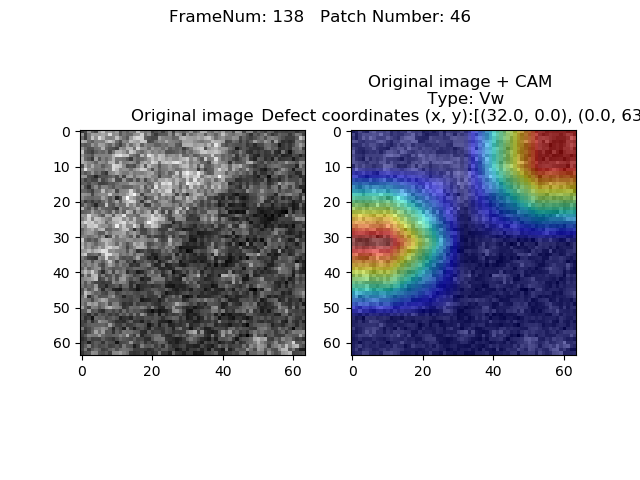 FrameNum: 138   Patch Number: 46
Original image
Original image + CAM
Type: Vw
Defect coordinates (x, y):[(32.0, 0.0), (0.0, 63
0
10
20
30
40
50
60
0 20 40 60
0
10
20
30
40
50
60
0 20 40 60